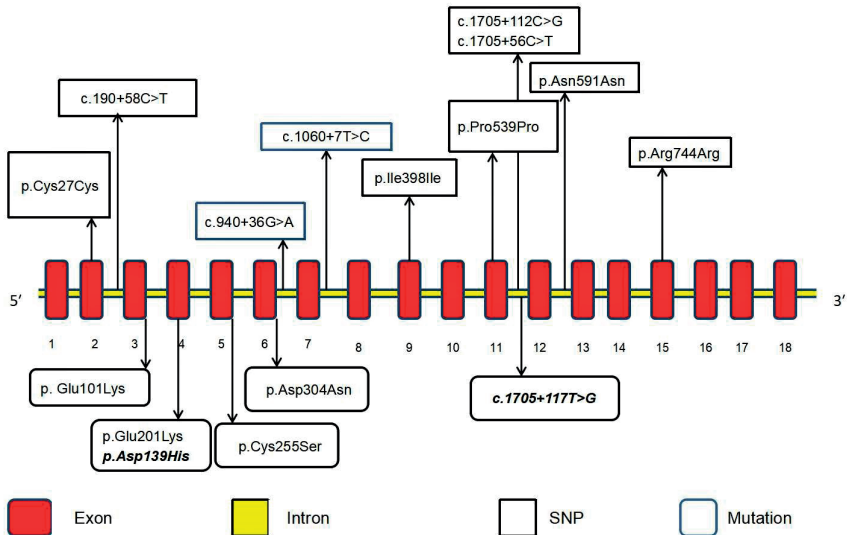 c.1705+112C>G
c.1705+56C>T
p.Asn591Asn
c.190+58C>T
p.Pro539Pro
c.1060+7T>C
p.Arg744Arg
p.Cys27Cys
p.Ile398Ile
c.940+36G>A
5′ 3′
1 2 3 4 5 6 7 8 9 10 11 12 13 14 15 16 17 18
p. Glu101Lys
p.Asp304Asn
c.1705+117T>G
p.Glu201Lys
p.Asp139His
p.Cys255Ser
Exon Intron SNP Mutation